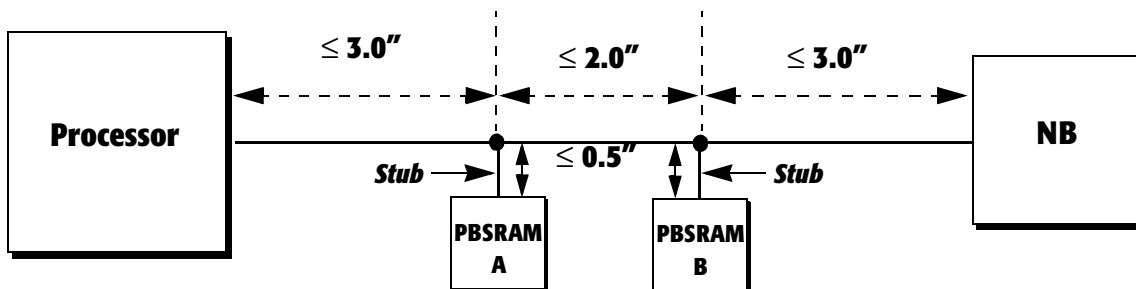 ≤ 3.0” ≤ 2.0” ≤ 3.0”
Processor NB
≤ 0.5”
Stub Stub
PBSRAM PBSRAM
A B